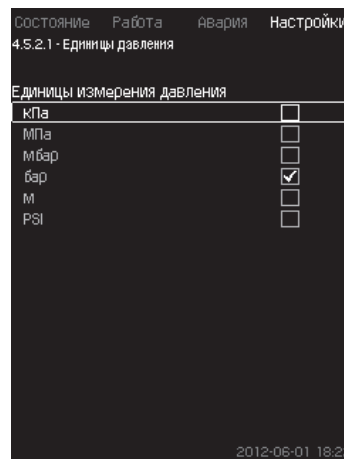 Состояние Работа Авария Настройки
4.5.2.1 - Единицы давления
Единицы измерения давления
кПа
МПа
Мбар
бар
М
PSI
2012-06-01 18:2